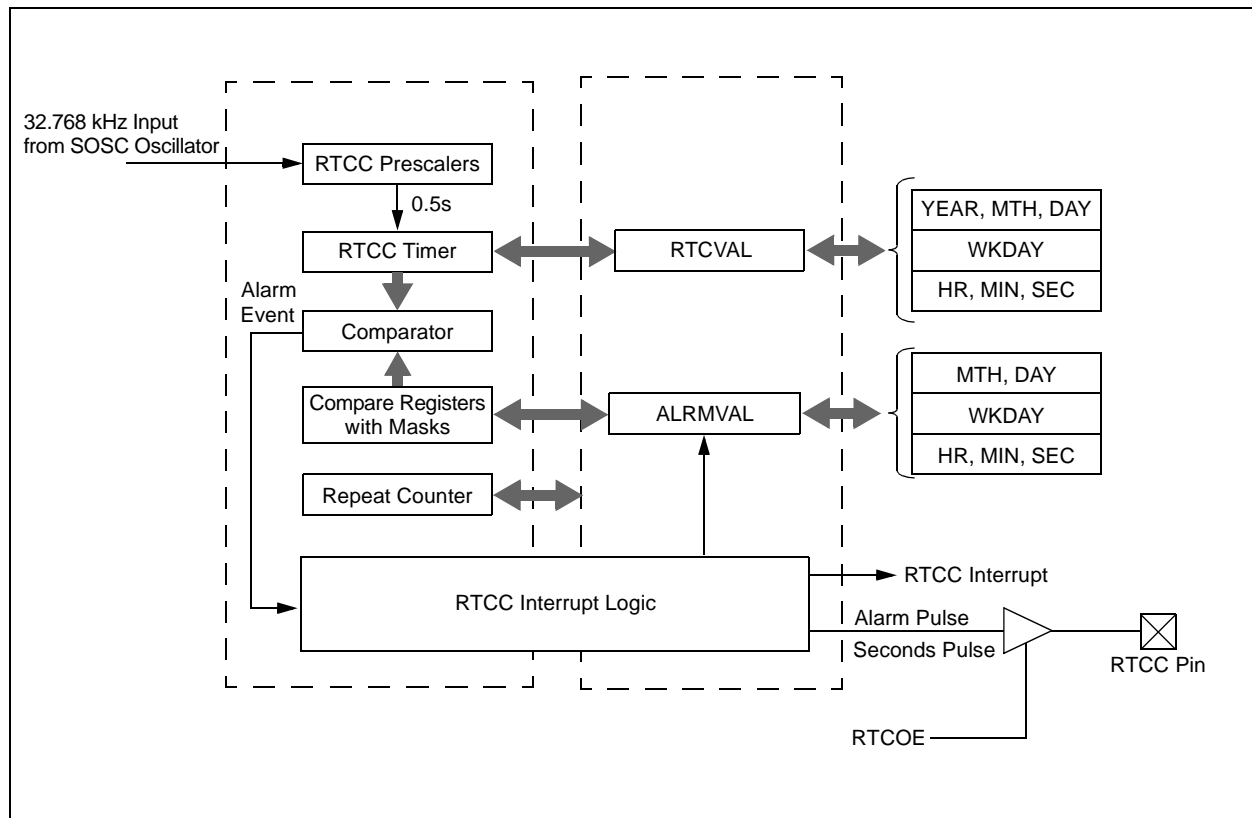 32.768 kHz Input
from SOSC Oscillator
RTCC Prescalers
0.5s
RTCC Timer
RTCVAL
YEAR, MTH, DAY
WKDAY
HR, MIN, SEC
Alarm
Event
Comparator
Compare Registers
with Masks
ALRMVAL
MTH, DAY
WKDAY
HR, MIN, SEC
Repeat Counter
RTCC Interrupt Logic
RTCC Interrupt
Alarm Pulse
Seconds Pulse
RTCC Pin
RTCOE